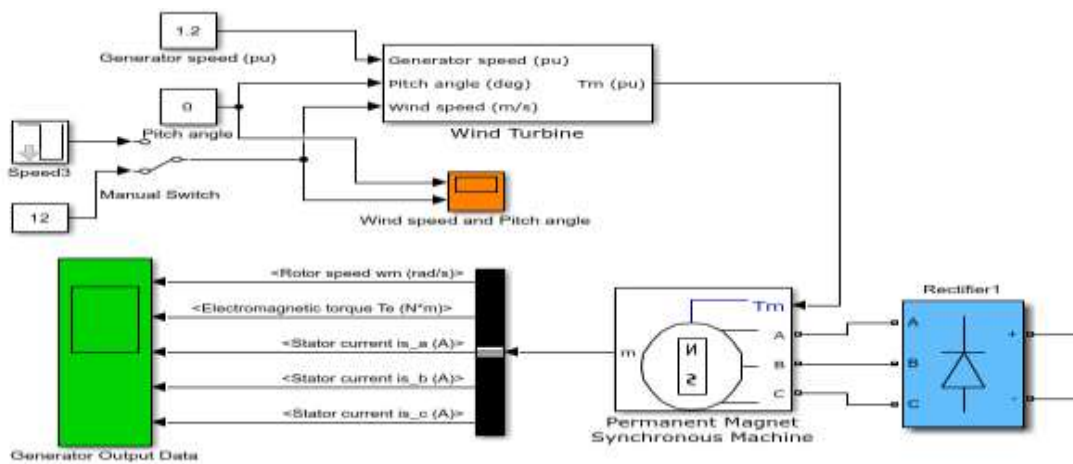 1.2
Generator speed (pu)
Generator speed (pu)
Pitch angle (deg)
Wind speed (m/s)
Tm (pu)
Wind Turbine
0
Pitch angle
Speed3
Manual Switch
12
Wind speed and Pitch angle
<Rotor speed wm (rad/s)>
<Electromagnetic torque Te (N*m)>
<Stator current is_a (A)>
<Stator current is_b (A)>
<Stator current is_c (A)>
Generator Output Data
m
Tm
N
S
A
B
C
Permanent Magnet
Synchronous Machine
Rectifier1
A
B
C
+
-